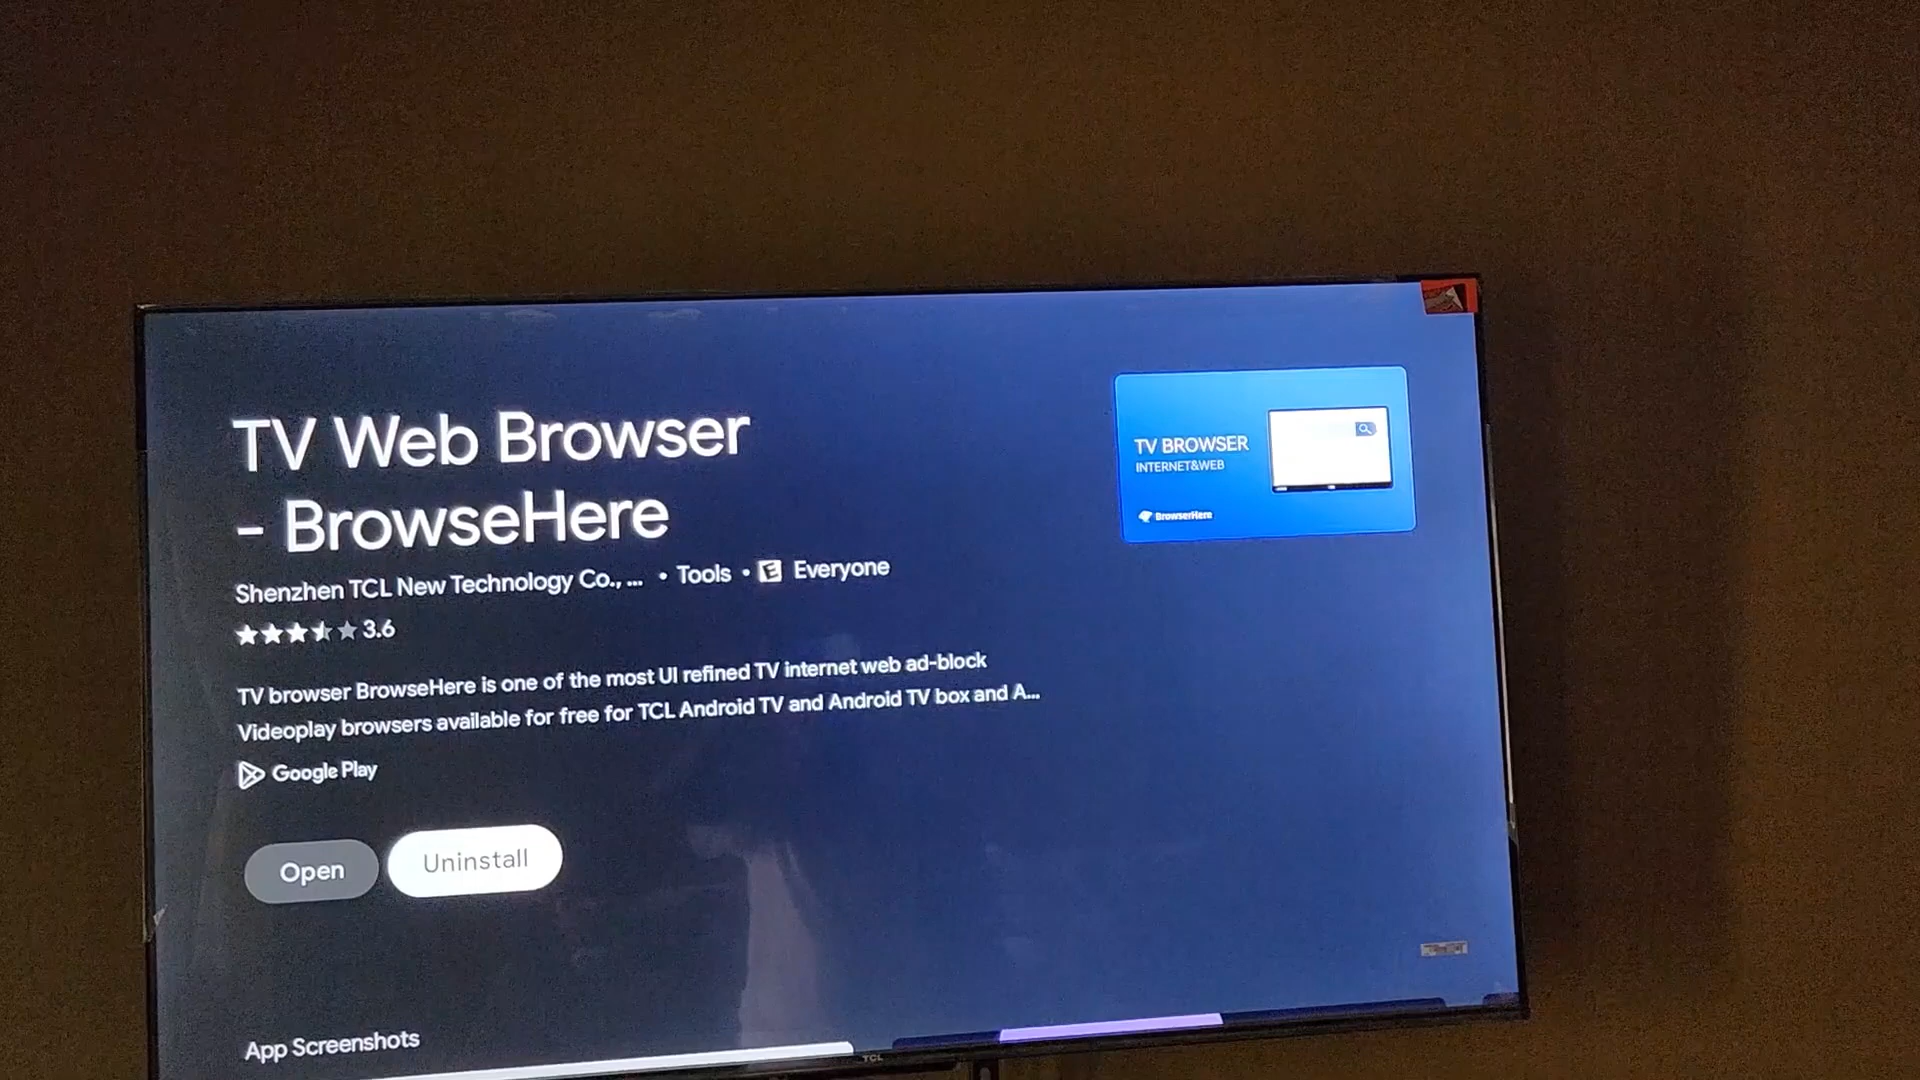 TV Web Browser
- BrowseHere
Shenzhen TCL New Technology Co., ... • Tools • E Everyone
3.6
TV browser BrowseHere is one of the most UI refined TV internet web ad-block
Videoplay browsers available for free for TCL Android TV and Android TV box and A...
Google Play
Open
Uninstall
App Screenshots
TV BROWSER
INTERNET&WEB
BrowserHere
TCL